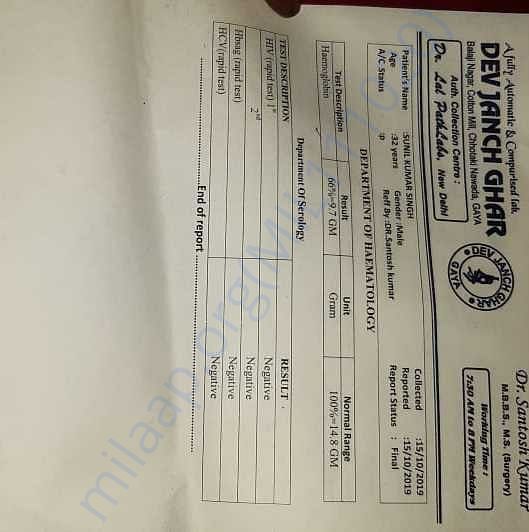 A fully Automatic & Compurised lab.
DEV JANCH GHAR
Balaji Nagar, Cotton Mill, Chhotaki Nawada, GAYA
Auth. Collection Centre :
Dr. Lal PathLabs, New Delhi
DEV JANCH GHAR
GAYA
Dr. Santosh Kumar
M.B.B.S., M.S. (Surgery)
Working Time :
7:30 AM to 8 PM Weekdays
Patient's Name :SUNIL KUMAR SINGH
Age :32 years Gender :Male
A/C Status :p Reff By :DR.Santosh kumar
Collected :15/10/2019
Reported :15/10/2019
Report Status : Final
DEPARTMENT OF HAEMATOLOGY
Test Description Result Unit Normal Range
Haemoglobin 66%=9.7 GM Gram 100%=14.8 GM
Department Of Serology
TEST DESCRIPTION RESULT
HIV (rapid test) 1st Negative
2nd Negative
Hbsag (rapid test) Negative
HCV(rapid test) Negative
End of report